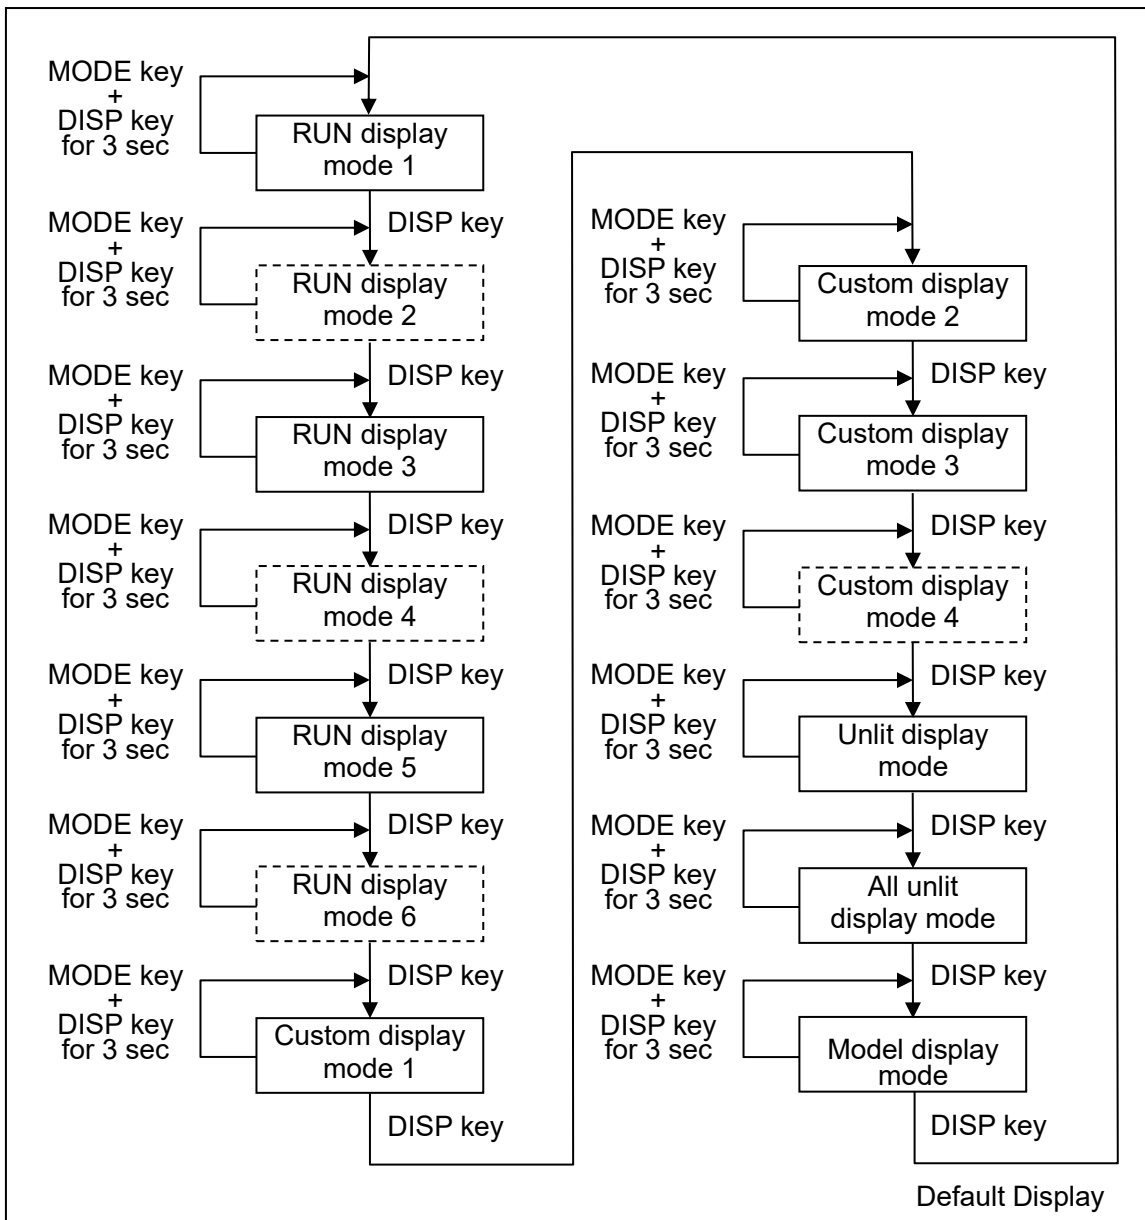 MODE key
+
DISP key
for 3 sec
RUN display
mode 1
DISP key
MODE key
+
DISP key
for 3 sec
RUN display
mode 2
DISP key
MODE key
+
DISP key
for 3 sec
RUN display
mode 3
DISP key
MODE key
+
DISP key
for 3 sec
RUN display
mode 4
DISP key
MODE key
+
DISP key
for 3 sec
RUN display
mode 5
DISP key
MODE key
+
DISP key
for 3 sec
RUN display
mode 6
DISP key
MODE key
+
DISP key
for 3 sec
Custom display
mode 1
DISP key
MODE key
+
DISP key
for 3 sec
Custom display
mode 2
DISP key
MODE key
+
DISP key
for 3 sec
Custom display
mode 3
DISP key
MODE key
+
DISP key
for 3 sec
Custom display
mode 4
DISP key
MODE key
+
DISP key
for 3 sec
Unlit display
mode
DISP key
MODE key
+
DISP key
for 3 sec
All unlit
display mode
DISP key
MODE key
+
DISP key
for 3 sec
Model display
mode
DISP key
Default Display